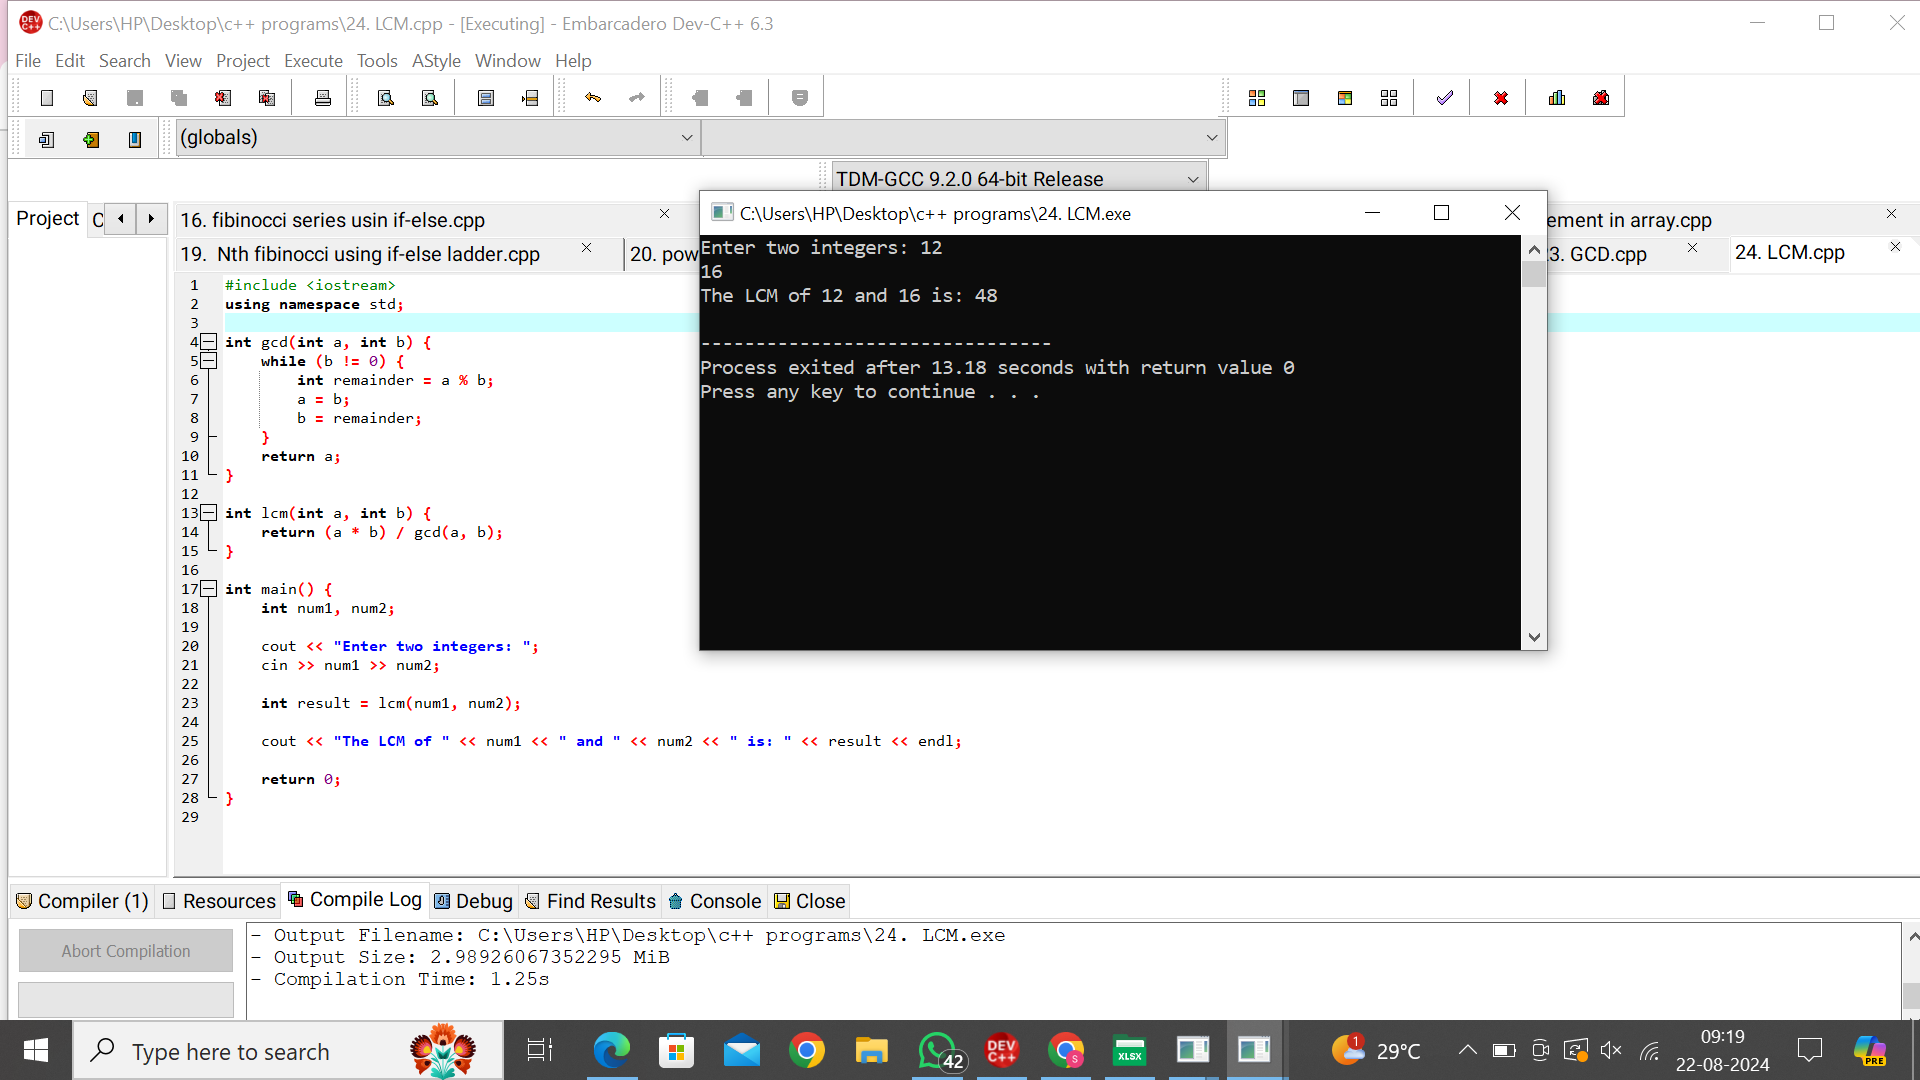 C:\Users\HP\Desktop\c++ programs\24. LCM.cpp - [Executing] - Embarcadero Dev-C++ 6.3
File Edit Search View Project Execute Tools AStyle Window Help
(globals)
TDM-GCC 9.2.0 64-bit Release
Project
16. fibinocci series usin if-else.cpp
ement in array.cpp
19. Nth fibinocci using if-else ladder.cpp
20. pow
3. GCD.cpp
24. LCM.cpp
1 #include <iostream>
2 using namespace std;
3
4 int gcd(int a, int b) {
5 while (b != 0) {
6 int remainder = a % b;
7 a = b;
8 b = remainder;
9 }
10 return a;
11 }
12
13 int lcm(int a, int b) {
14 return (a * b) / gcd(a, b);
15 }
16
17 int main() {
18 int num1, num2;
19
20 cout << "Enter two integers: ";
21 cin >> num1 >> num2;
22
23 int result = lcm(num1, num2);
24
25 cout << "The LCM of " << num1 << " and " << num2 << " is: " << result << endl;
26
27 return 0;
28 }
29
C:\Users\HP\Desktop\c++ programs\24. LCM.exe
Enter two integers: 12
16
The LCM of 12 and 16 is: 48
--------------------------------
Process exited after 13.18 seconds with return value 0
Press any key to continue . . .
Compiler (1) Resources Compile Log Debug Find Results Console Close
Abort Compilation
- Output Filename: C:\Users\HP\Desktop\c++ programs\24. LCM.exe
- Output Size: 2.98926067352295 MiB
- Compilation Time: 1.25s
Type here to search
42
DEV C++
S
XLSX
1
29°C
09:19
22-08-2024
PRE